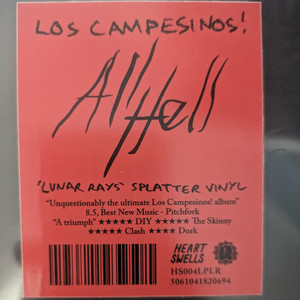 LOS CAMPESINOS!
All Hell
"LUNAR RAYS" SPLATTER VINYL
"Unquestionably the ultimate Los Campesinos! album"
8.5, Best New Music - Pitchfork
"A triumph" ★★★★★ DIY ★★★★★ The Skinny
★★★★★ Clash ★★★★ Dork
HEART
SWELLS
HS004LPLR
5061041820694